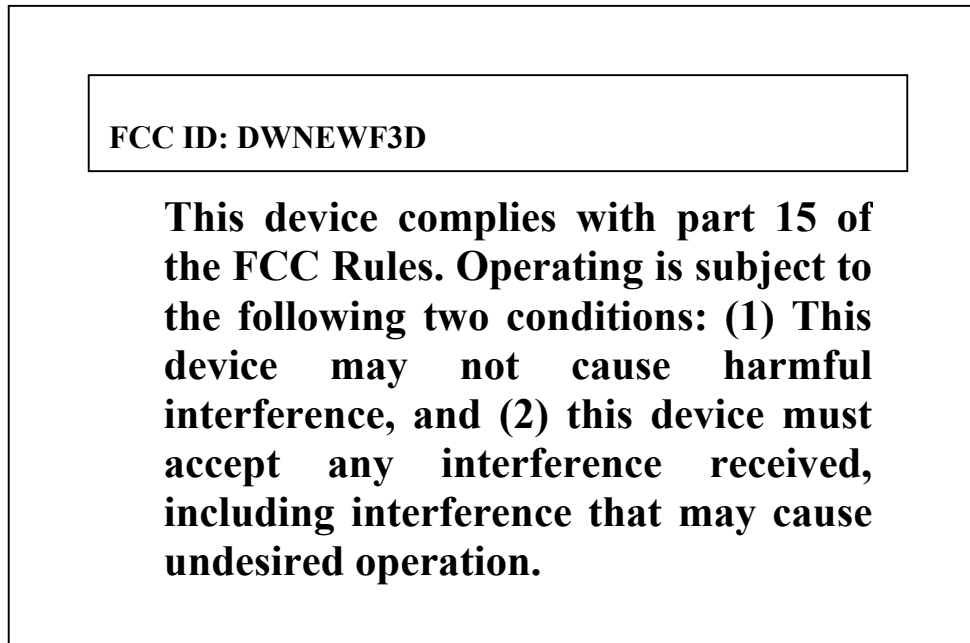 FCC ID: DWNEWF3D
This device complies with part 15 of
the FCC Rules. Operating is subject to
the following two conditions: (1) This
device may not cause harmful
interference, and (2) this device must
accept any interference received,
including interference that may cause
undesired operation.